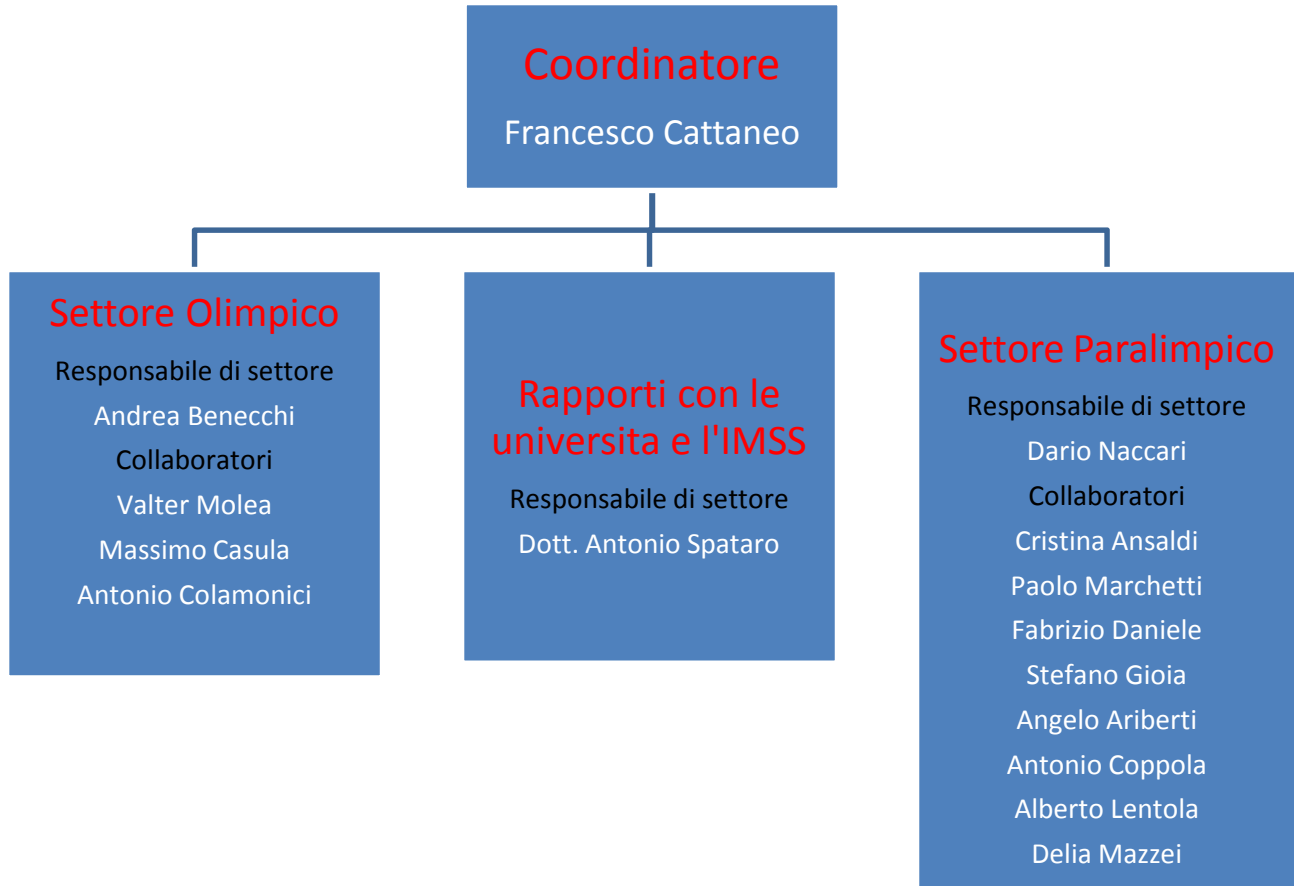 Coordinatore
Francesco Cattaneo
Settore Olimpico
Responsabile di settore
Andrea Benecchi
Collaboratori
Valter Molea
Massimo Casula
Antonio Colamonici
Rapporti con le
universita e l'IMSS
Responsabile di settore
Dott. Antonio Spataro
Settore Paralimpico
Responsabile di settore
Dario Naccari
Collaboratori
Cristina Ansaldi
Paolo Marchetti
Fabrizio Daniele
Stefano Gioia
Angelo Ariberti
Antonio Coppola
Alberto Lentola
Delia Mazzei